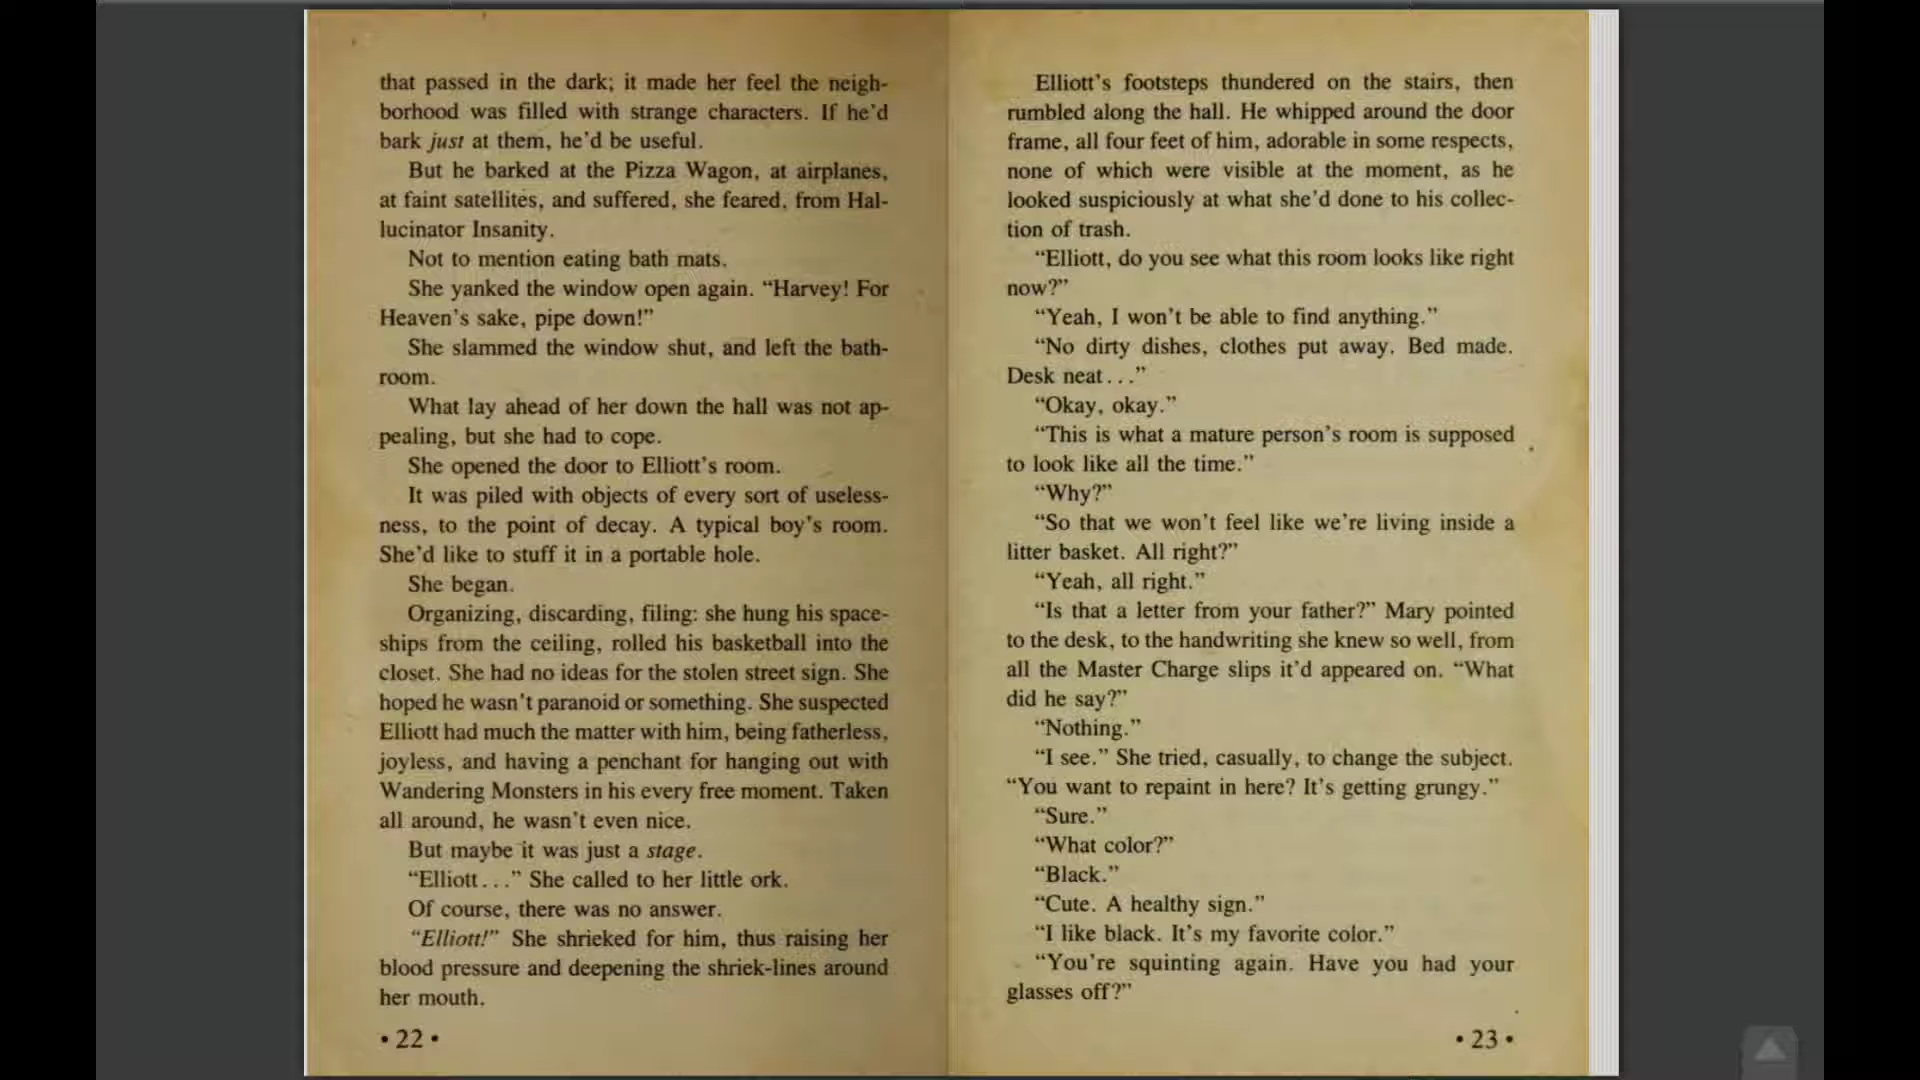 that passed in the dark; it made her feel the neigh-
borhood was filled with strange characters. If he'd
bark just at them, he'd be useful.
But he barked at the Pizza Wagon, at airplanes,
at faint satellites, and suffered, she feared, from Hal-
lucinator Insanity.
Not to mention eating bath mats.
She yanked the window open again. “Harvey! For
Heaven's sake, pipe down!”
She slammed the window shut, and left the bath-
room.
What lay ahead of her down the hall was not ap-
pealing, but she had to cope.
She opened the door to Elliott's room.
It was piled with objects of every sort of useless-
ness, to the point of decay. A typical boy's room.
She'd like to stuff it in a portable hole.
She began.
Organizing, discarding, filing: she hung his space-
ships from the ceiling, rolled his basketball into the
closet. She had no ideas for the stolen street sign. She
hoped he wasn't paranoid or something. She suspected
Elliott had much the matter with him, being fatherless,
joyless, and having a penchant for hanging out with
Wandering Monsters in his every free moment. Taken
all around, he wasn't even nice.
But maybe it was just a stage.
“Elliott...” She called to her little ork.
Of course, there was no answer.
“Elliott!” She shrieked for him, thus raising her
blood pressure and deepening the shriek-lines around
her mouth.
• 22 •
Elliott's footsteps thundered on the stairs, then
rumbled along the hall. He whipped around the door
frame, all four feet of him, adorable in some respects,
none of which were visible at the moment, as he
looked suspiciously at what she'd done to his collec-
tion of trash.
“Elliott, do you see what this room looks like right
now?”
“Yeah, I won't be able to find anything.”
“No dirty dishes, clothes put away. Bed made.
Desk neat...”
“Okay, okay.”
“This is what a mature person's room is supposed
to look like all the time.”
“Why?”
“So that we won't feel like we're living inside a
litter basket. All right?”
“Yeah, all right.”
“Is that a letter from your father?” Mary pointed
to the desk, to the handwriting she knew so well, from
all the Master Charge slips it'd appeared on. “What
did he say?”
“Nothing.”
“I see.” She tried, casually, to change the subject.
“You want to repaint in here? It's getting grungy.”
“Sure.”
“What color?”
“Black.”
“Cute. A healthy sign.”
“I like black. It's my favorite color.”
“You're squinting again. Have you had your
glasses off?”
• 23 •